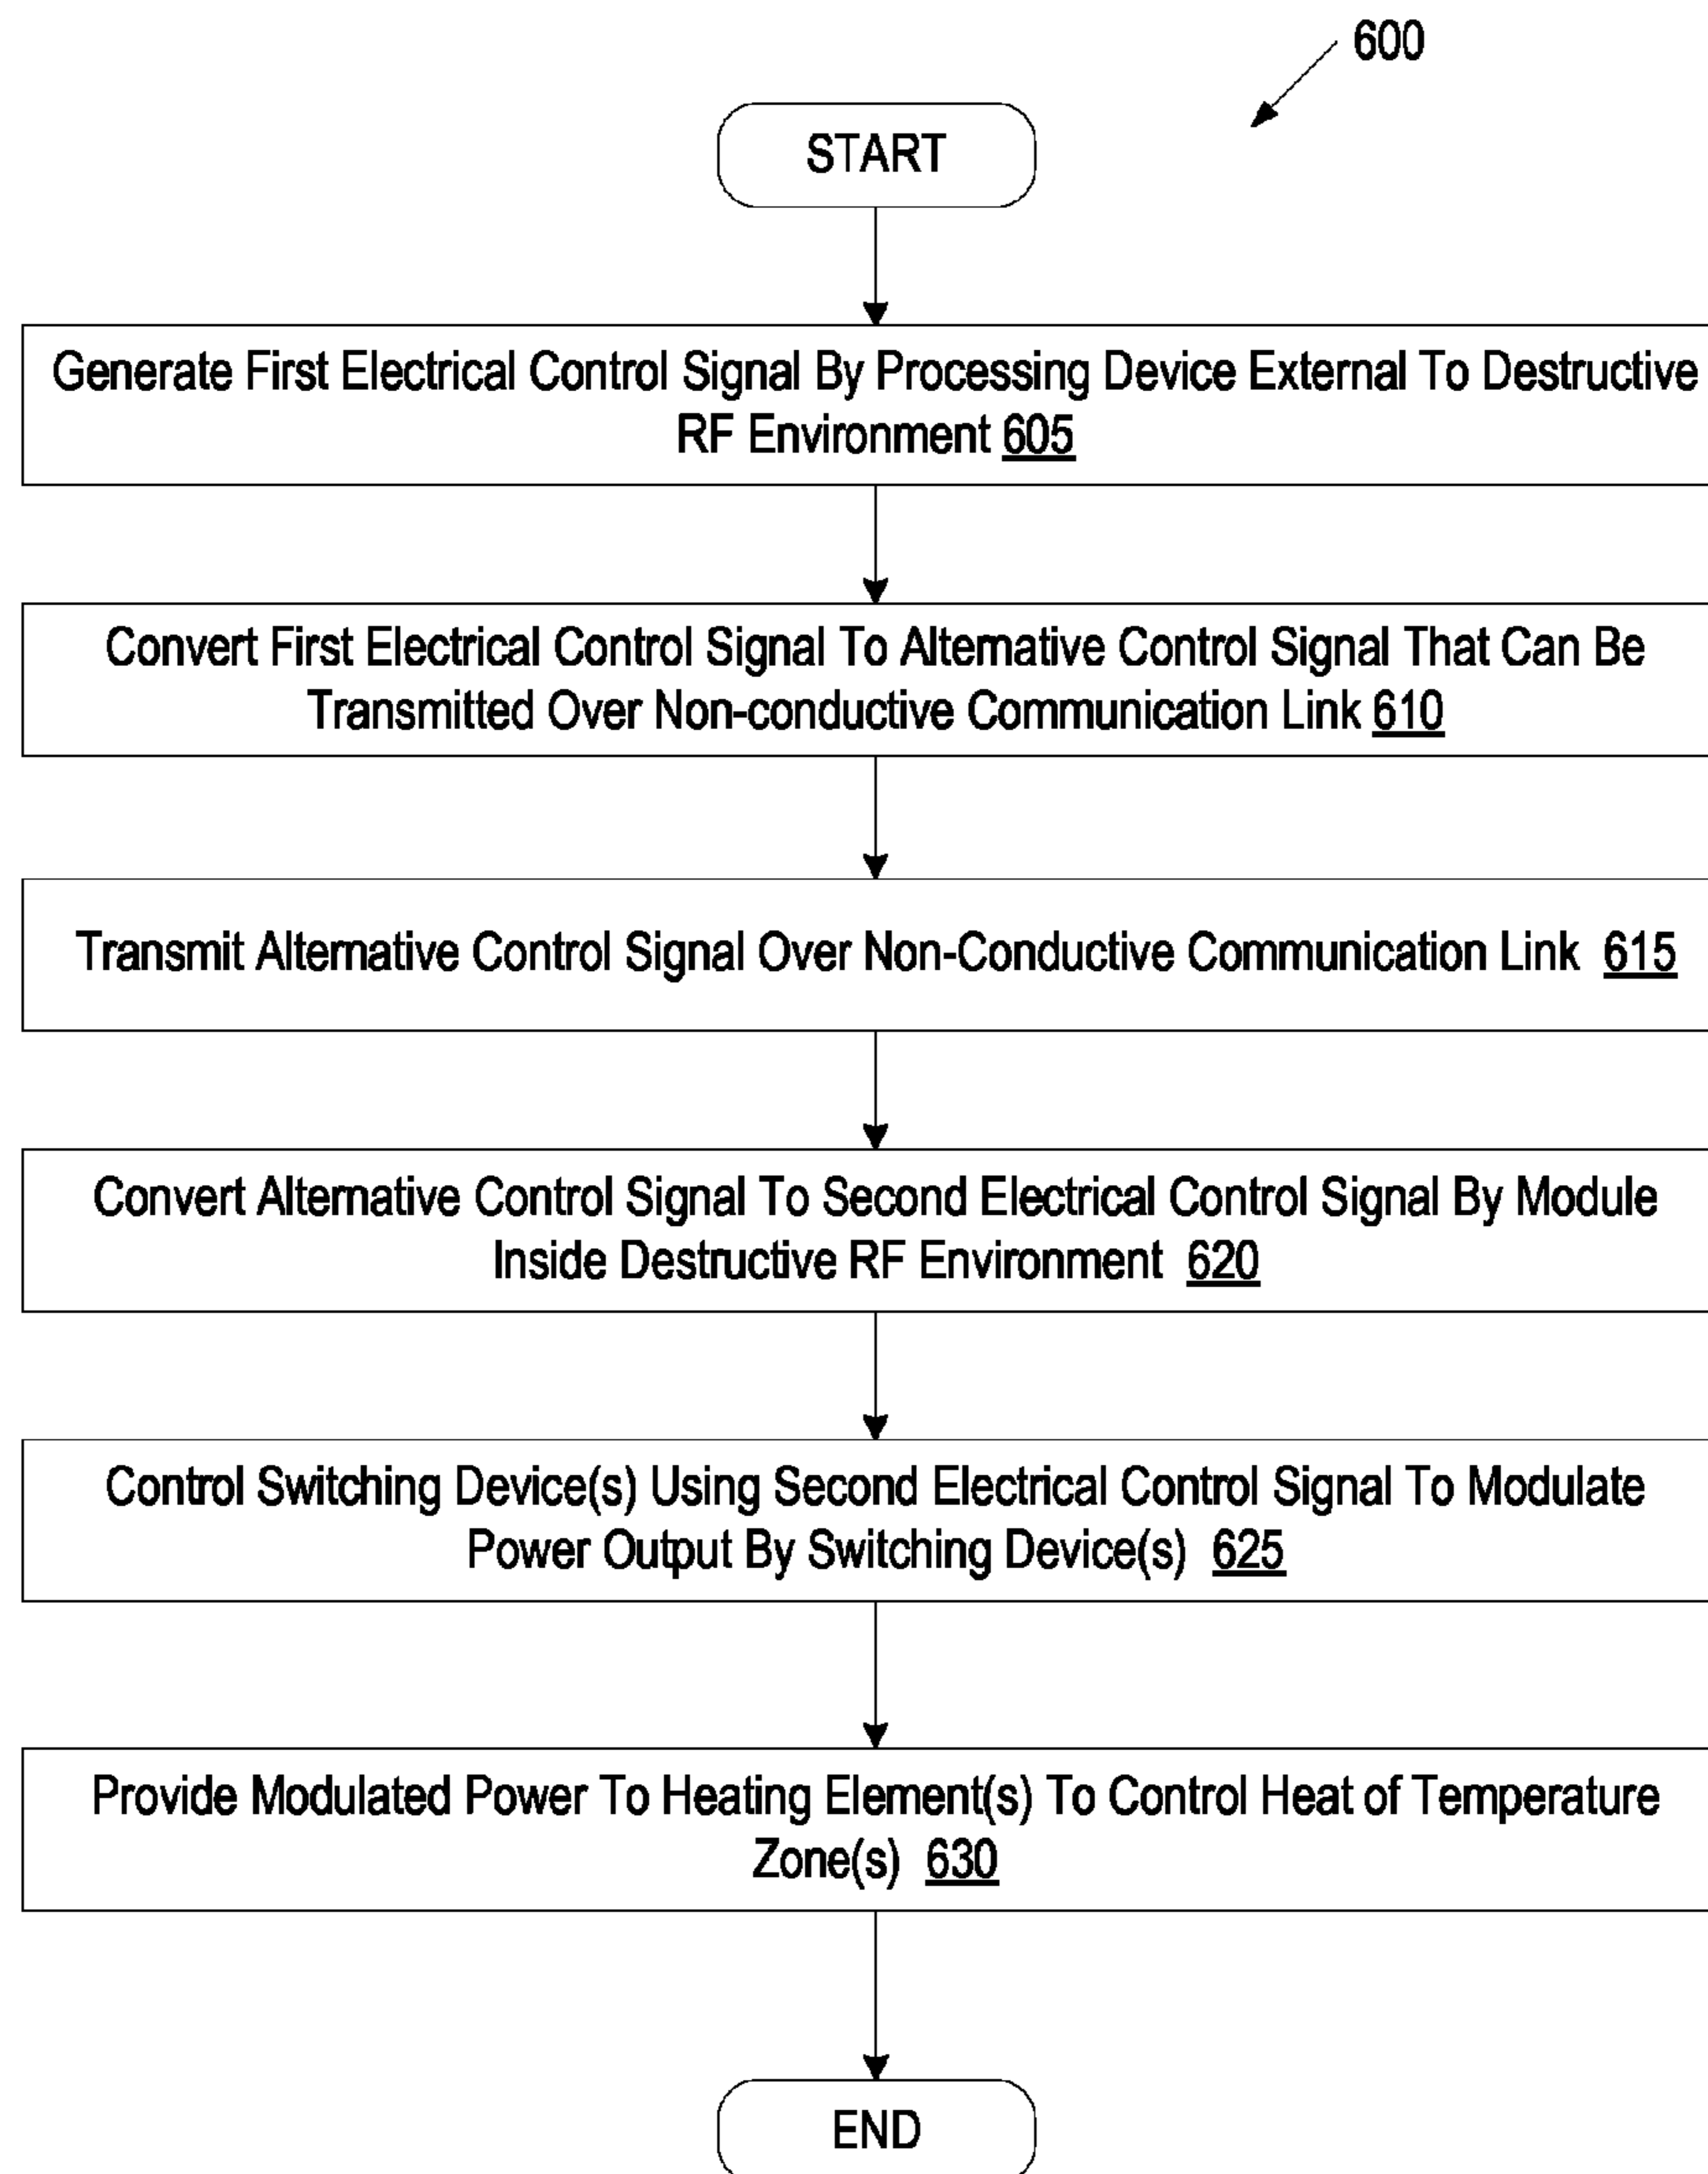 600
START
Generate First Electrical Control Signal By Processing Device External To Destructive
RF Environment 605
Convert First Electrical Control Signal To Alternative Control Signal That Can Be
Transmitted Over Non-conductive Communication Link 610
Transmit Alternative Control Signal Over Non-Conductive Communication Link 615
Convert Alternative Control Signal To Second Electrical Control Signal By Module
Inside Destructive RF Environment 620
Control Switching Device(s) Using Second Electrical Control Signal To Modulate
Power Output By Switching Device(s) 625
Provide Modulated Power To Heating Element(s) To Control Heat of Temperature
Zone(s) 630
END